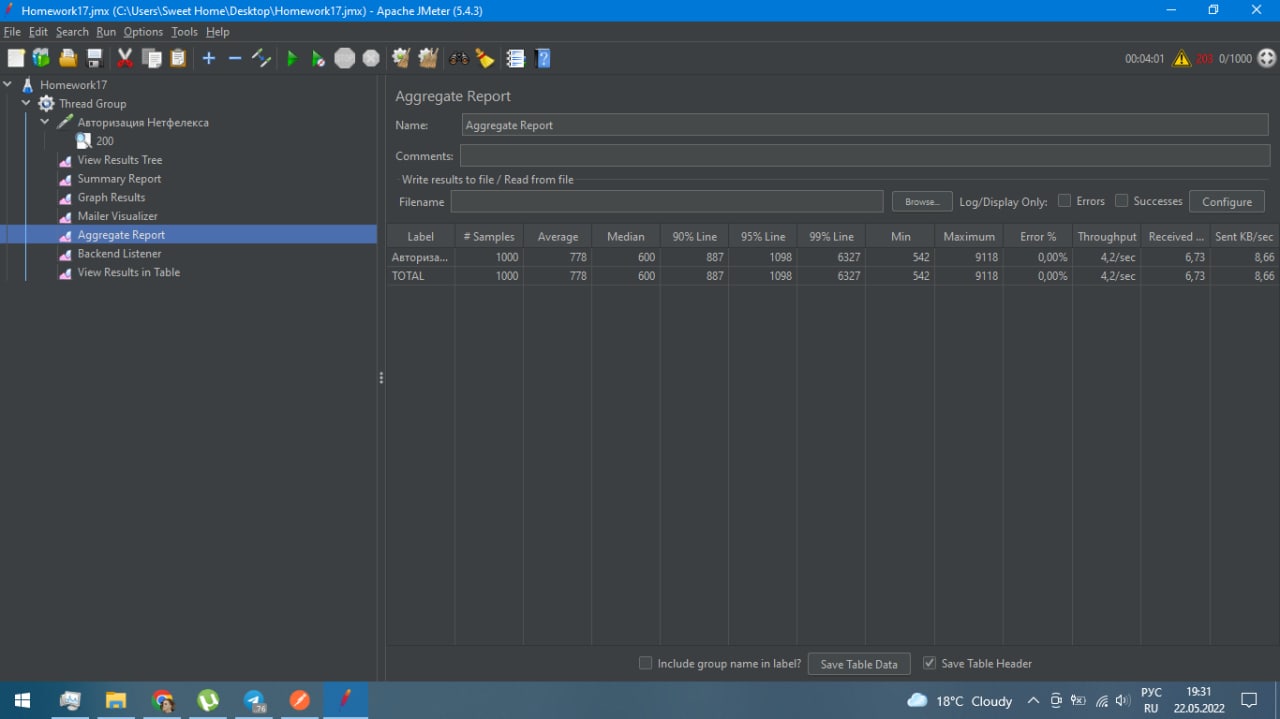 Homework17.jmx (C:\Users\Sweet Home\Desktop\Homework17.jmx) - Apache JMeter (5.4.3)
File Edit Search Run Options Tools Help
00:04:01 203 0/1000
Homework17
Thread Group
Авторизация Нетфелекса
200
View Results Tree
Summary Report
Graph Results
Mailer Visualizer
Aggregate Report
Backend Listener
View Results in Table
Aggregate Report
Name: Aggregate Report
Comments:
Write results to file / Read from file
Filename Browse... Log/Display Only: Errors Successes Configure
Label # Samples Average Median 90% Line 95% Line 99% Line Min Maximum Error % Throughput Received ... Sent KB/sec
Авториза... 1000 778 600 887 1098 6327 542 9118 0,00% 4,2/sec 6,73 8,66
TOTAL 1000 778 600 887 1098 6327 542 9118 0,00% 4,2/sec 6,73 8,66
Include group name in label? Save Table Data Save Table Header
76 18°C Cloudy РУС 19:31
RU 22.05.2022